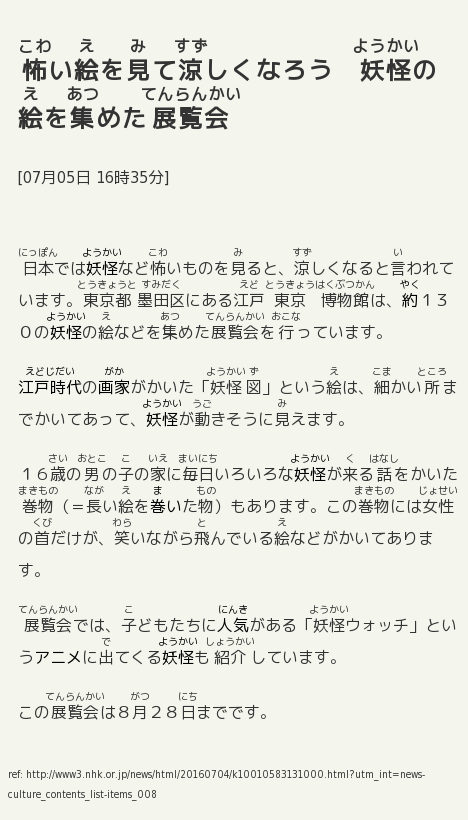 怖い絵を見て涼しくなろう　妖怪の
絵を集めた展覧会
[07月05日 16時35分]
日本では妖怪など怖いものを見ると、涼しくなると言われて
います。東京都墨田区にある江戸東京　博物館は、約１３
０の妖怪の絵などを集めた展覧会を行っています。
江戸時代の画家がかいた「妖怪図」という絵は、細かい所ま
でかいてあって、妖怪が動きそうに見えます。
１６歳の男の子の家に毎日いろいろな妖怪が来る話をかいた
巻物（＝長い絵を巻いた物）もあります。この巻物には女性
の首だけが、笑いながら飛んでいる絵などがかいてありま
す。
展覧会では、子どもたちに人気がある「妖怪ウォッチ」とい
うアニメに出てくる妖怪も紹介しています。
この展覧会は８月２８日までです。
ref: http://www3.nhk.or.jp/news/html/20160704/k10010583131000.html?utm_int=news-
culture_contents_list-items_008